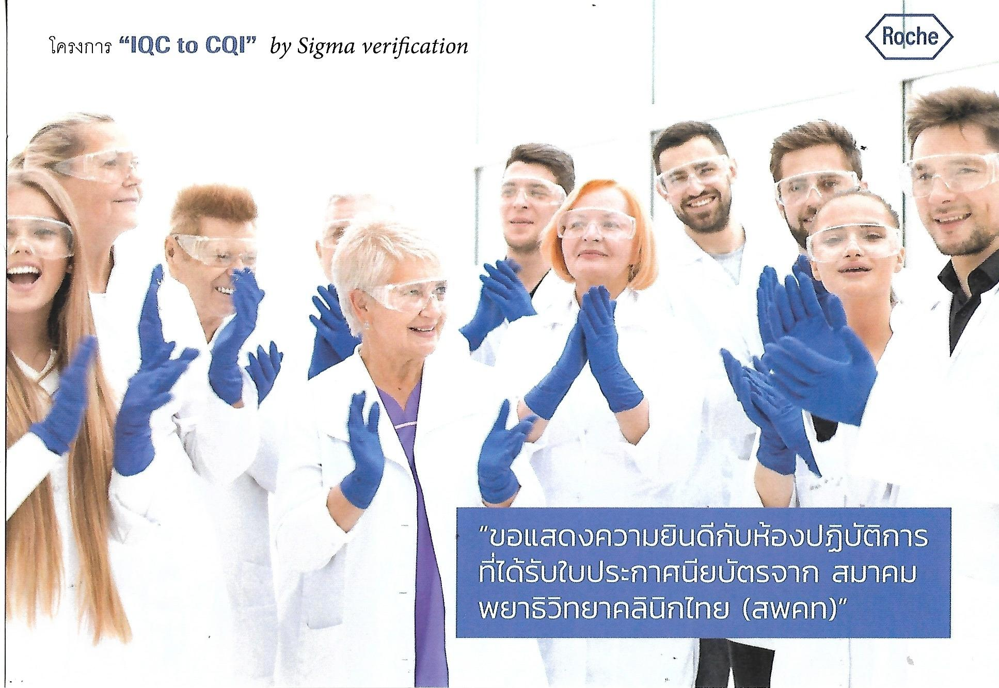 โครงการ “IQC to CQI” by Sigma verification
Roche
“ขอแสดงความยินดีกับห้องปฏิบัติการ
ที่ได้รับใบประกาศนียบัตรจาก สมาคม
พยาธิวิทยาคลินิกไทย (สพคท)”